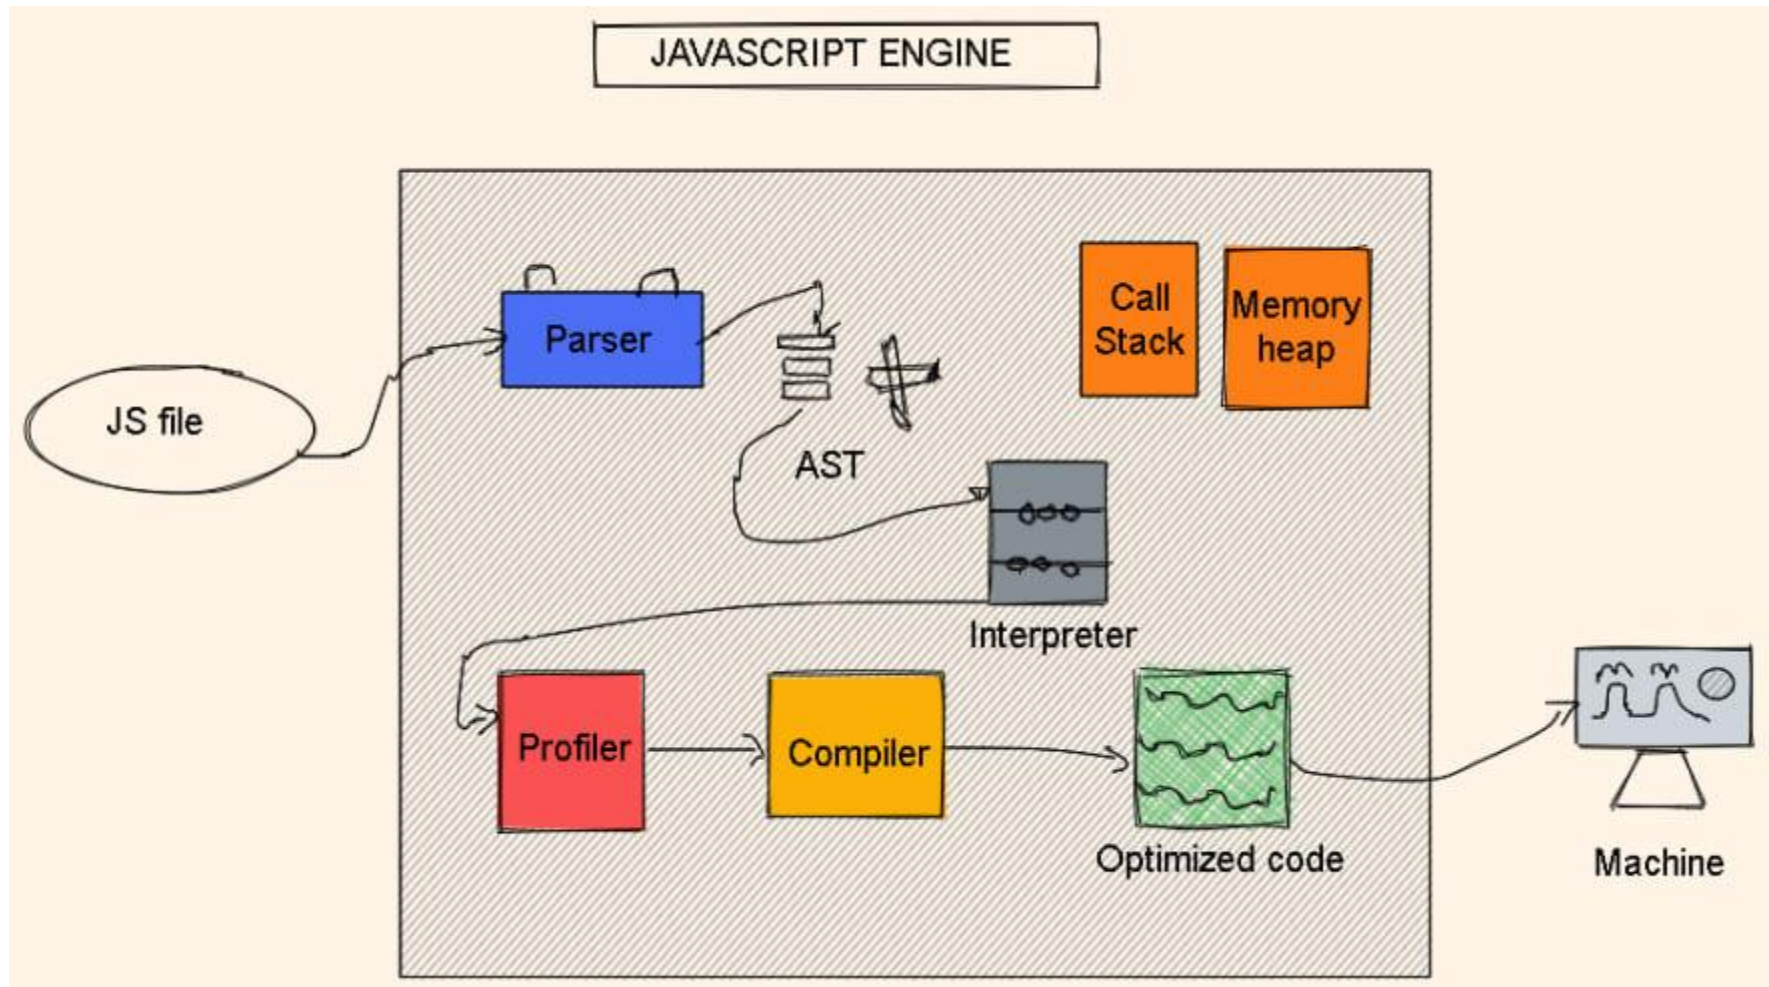 JAVASCRIPT ENGINE
Parser
Call
Stack
Memory
heap
JS file
AST
Interpreter
Profiler
Compiler
Optimized code
Machine